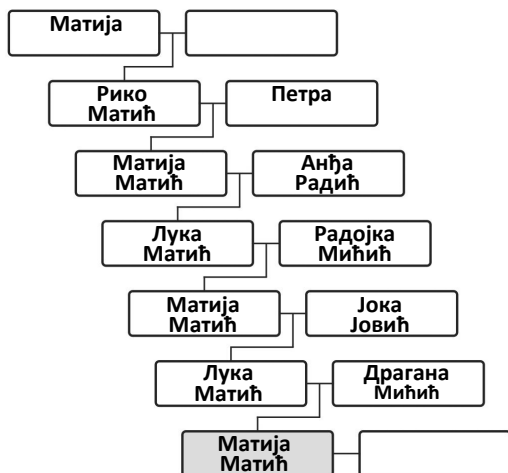 Матија
Рико
Матић
Петра
Матија
Матић
Анђа
Радић
Лука
Матић
Радојка
Мићић
Матија
Матић
Јока
Јовић
Лука
Матић
Драгана
Мићић
Матија
Матић